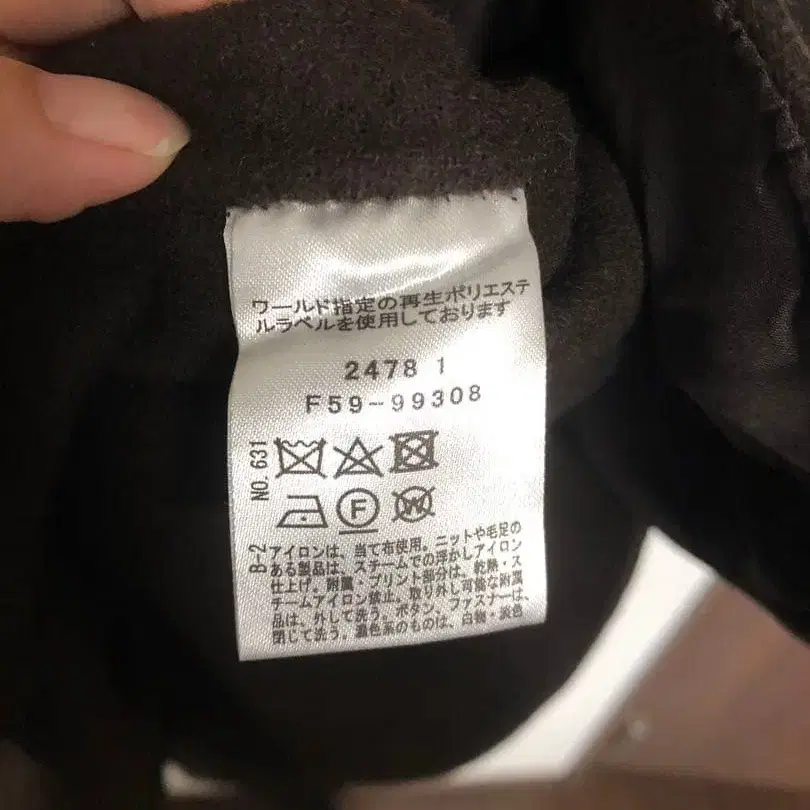 ワールド指定の再生ポリエステ
ルラベルを使用しております
2478 1
F59-99308
NO.631
F
W
B-2
アイロンは、当て布使用。ニットや毛足の
ある製品は、スチームでの浮かしアイロン
仕上げ。附属・プリント部分は、乾熱・ス
チームアイロン禁止。取り外し可能な附属
品は、外して洗う。ボタン、ファスナーは、
閉じて洗う。濃色系のものは、白物・淡色